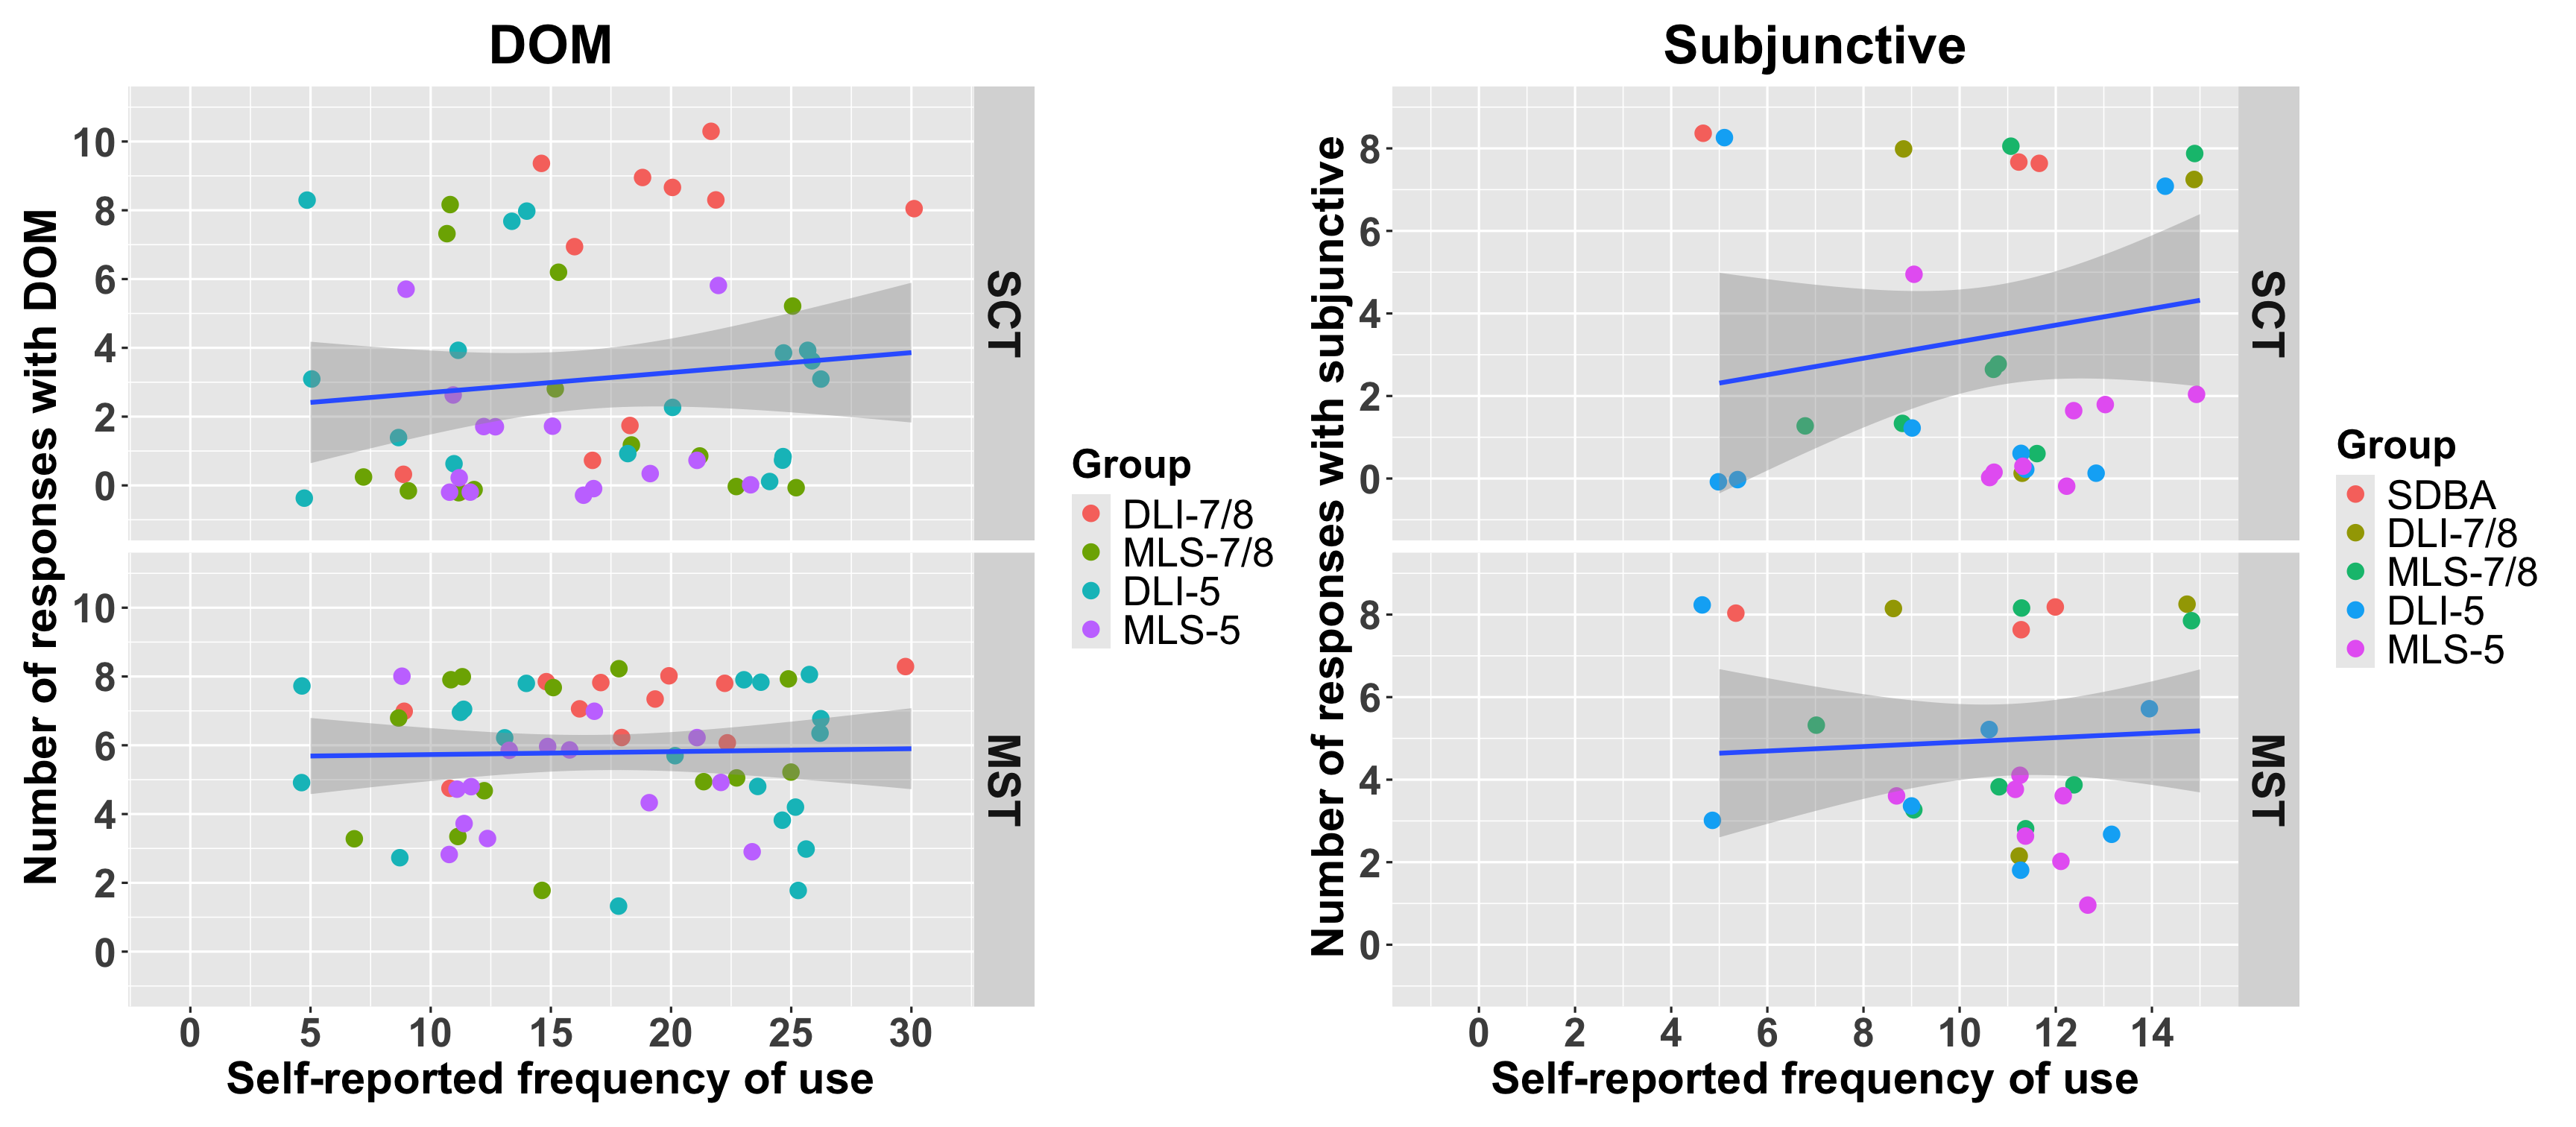 DOM
Number of responses with DOM
10
8
6
4
2
0
SCT
10
8
6
4
2
0
MST
0 5 10 15 20 25 30
Self-reported frequency of use
Group
DLI-7/8
MLS-7/8
DLI-5
MLS-5
Subjunctive
Number of responses with subjunctive
8
6
4
2
0
SCT
8
6
4
2
0
MST
0 2 4 6 8 10 12 14
Self-reported frequency of use
Group
SDBA
DLI-7/8
MLS-7/8
DLI-5
MLS-5